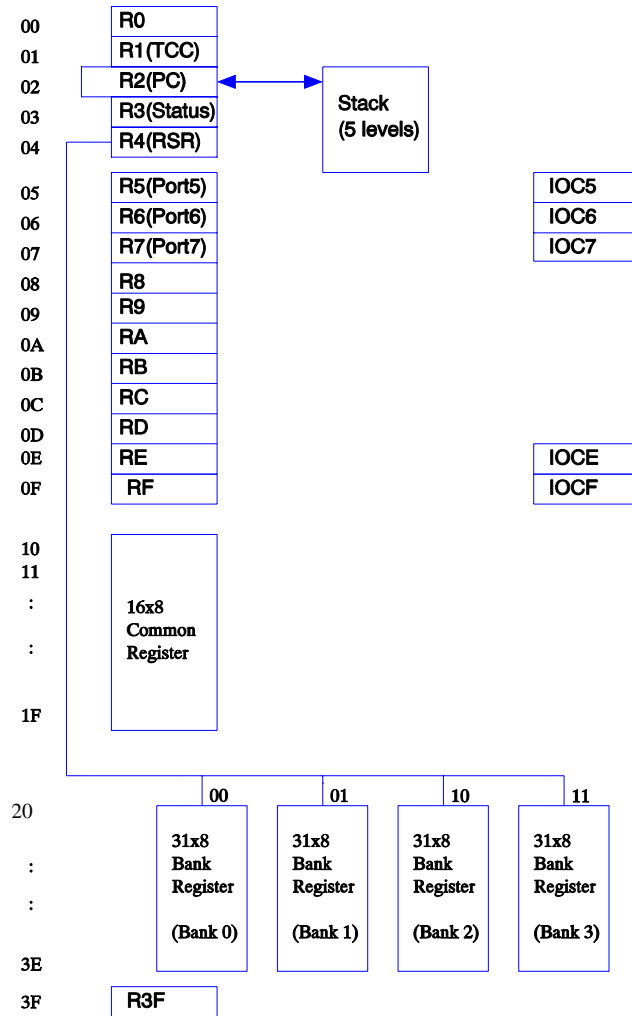 00 R0
01 R1(TCC)
02 R2(PC)
03 R3(Status)
04 R4(RSR)
Stack
(5 levels)
05 R5(Port5) IOC5
06 R6(Port6) IOC6
07 R7(Port7) IOC7
08 R8
09 R9
0A RA
0B RB
0C RC
0D RD
0E RE IOCE
0F RF IOCF
10
11
:
:
1F
16x8
Common
Register
00 01 10 11
20
:
:
3E
31x8
Bank
Register
(Bank 0)
31x8
Bank
Register
(Bank 1)
31x8
Bank
Register
(Bank 2)
31x8
Bank
Register
(Bank 3)
3F R3F